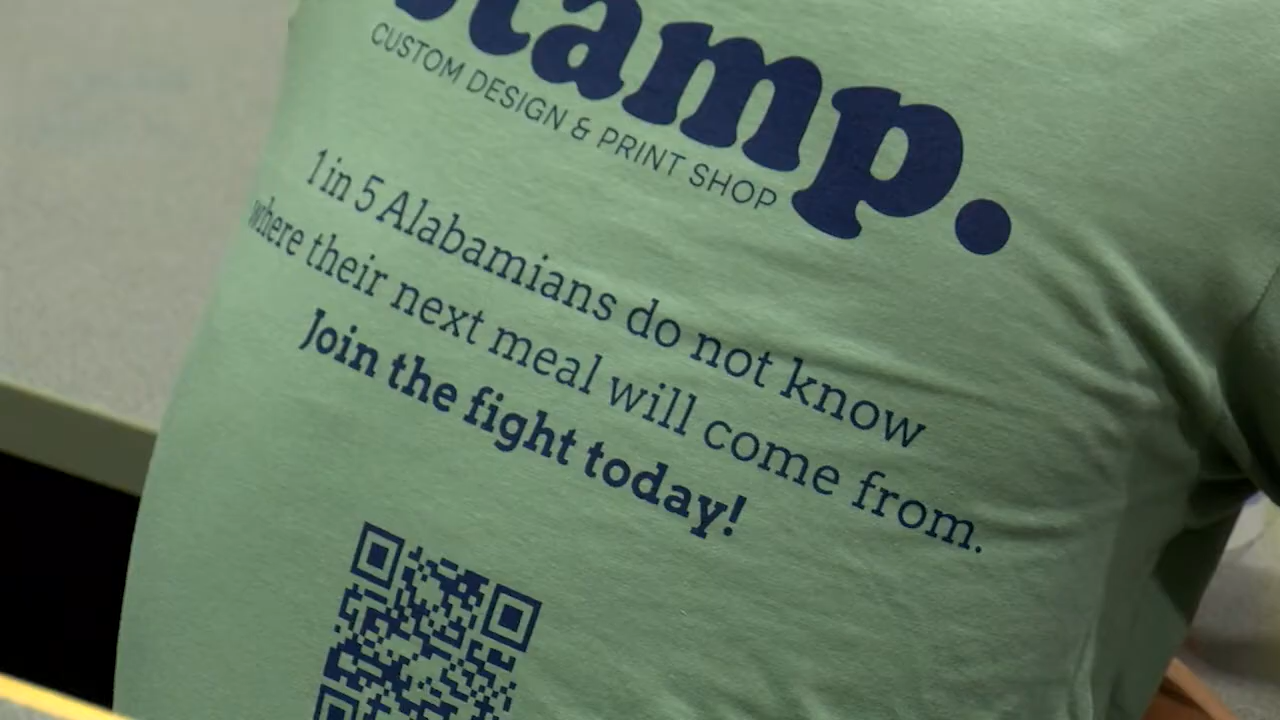 stamp.
CUSTOM DESIGN & PRINT SHOP
1 in 5 Alabamians do not know
where their next meal will come from.
Join the fight today!